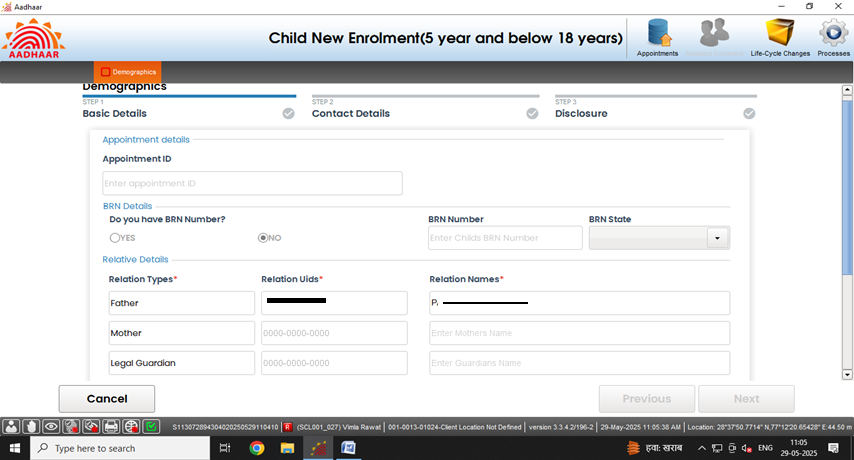 Aadhaar
AADHAAR
Child New Enrolment(5 year and below 18 years)
Appointments
Life-Cycle Changes
Processes
Demographics
Demographics
STEP 1
Basic Details
STEP 2
Contact Details
STEP 3
Disclosure
Appointment details
Appointment ID
Enter appointment ID
BRN Details
Do you have BRN Number?
BRN Number
BRN State
YES
NO
Enter Childs BRN Number
Relative Details
Relation Types*
Relation Uids*
Relation Names*
Father
P.
Mother
0000-0000-0000
Enter Mothers Name
Legal Guardian
0000-0000-0000
Enter Guardians Name
Cancel
Previous
Next
S113072894304020250529110410 R (SCL001_027) Vimla Rawat 001-0013-01024-Client Location Not Defined version 3.3.4.2/196-2 29-May-2025 11:05:38 AM Location: 28°37'50.7714" N,77°12'20.65428" E:44.50 m
Type here to search
हवा: खराब
ENG
11:05
29-05-2025